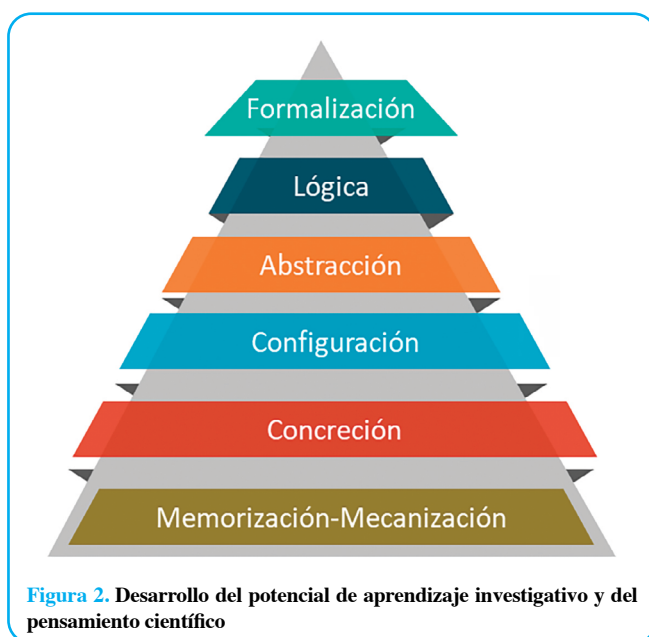 Formalización
Lógica
Abstracción
Configuración
Concreción
Memorización-Mecanización
Figura 2. Desarrollo del potencial de aprendizaje investigativo y del
pensamiento científico